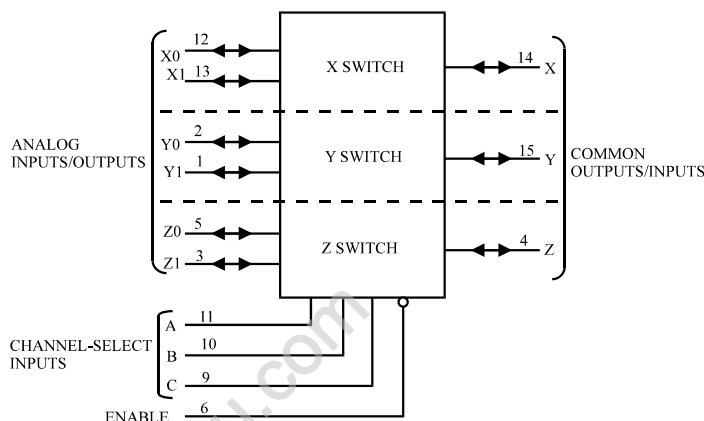 X0 12
X1 13
X SWITCH
14 X
ANALOG
INPUTS/OUTPUTS
Y0 2
Y1 1
Y SWITCH
15 Y
COMMON
OUTPUTS/INPUTS
Z0 5
Z1 3
Z SWITCH
4 Z
CHANNEL-SELECT
INPUTS
A 11
B 10
C 9
ENABLE 6
.com